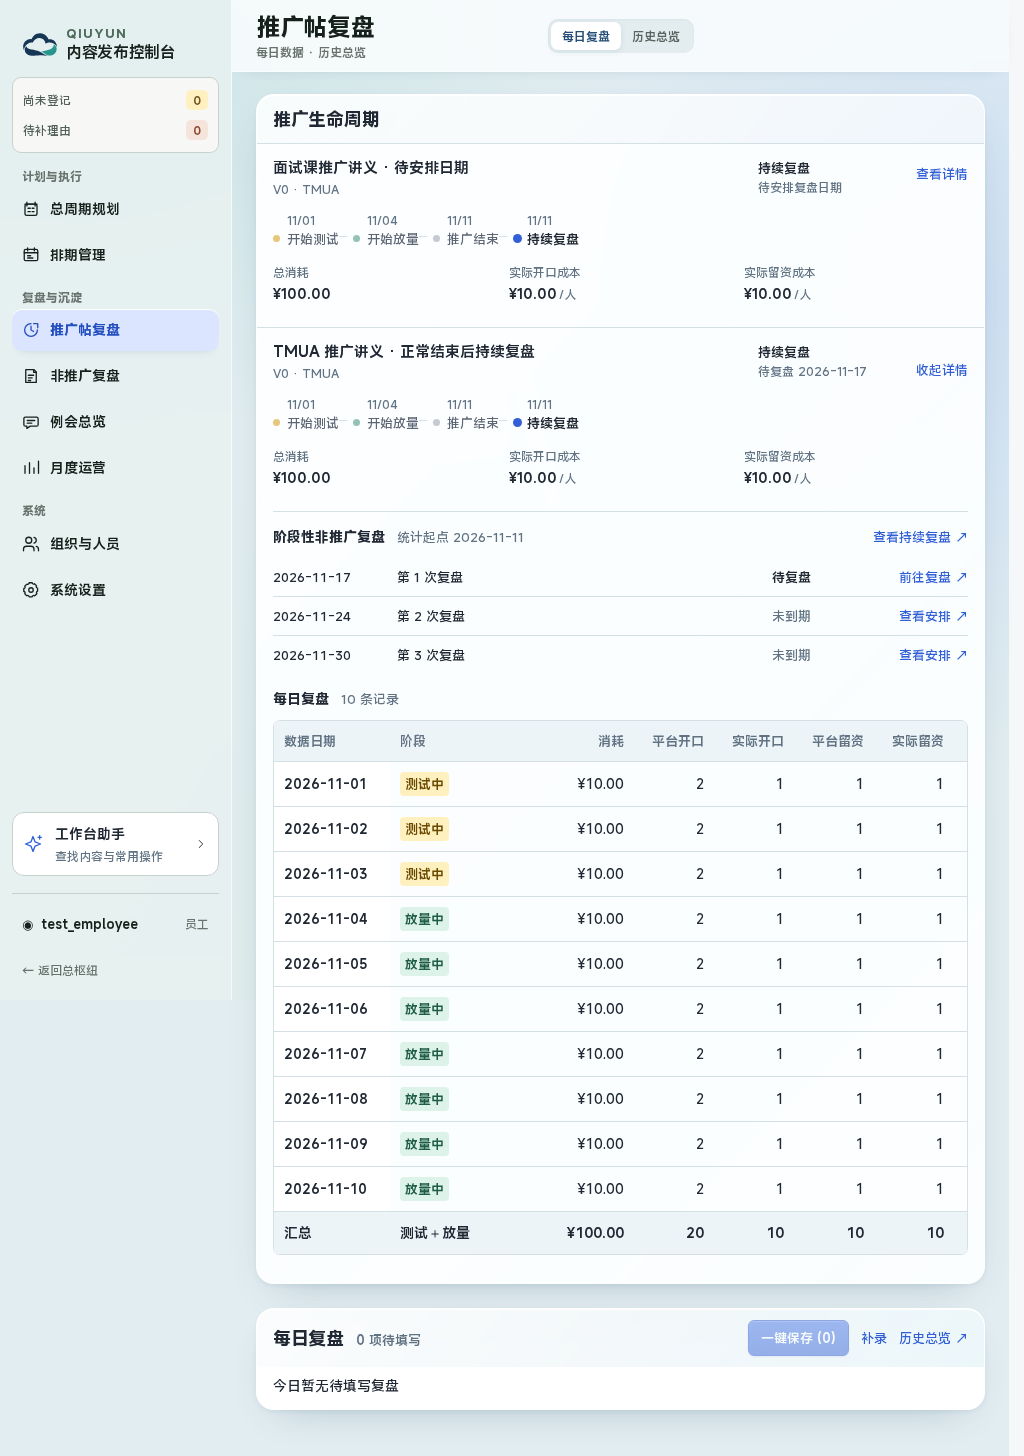 QIUYUN
内容发布控制台
尚未登记 0
待补理由 0
计划与执行
总周期规划
排期管理
复盘与沉淀
推广帖复盘
非推广复盘
例会总览
月度运营
系统
组织与人员
系统设置
工作台助手
查找内容与常用操作
test_employee 员工
← 返回总枢纽
推广帖复盘
每日数据 · 历史总览
每日复盘 历史总览
推广生命周期
面试课推广讲义 · 待安排日期
V0 · TMUA
持续复盘
待安排复盘日期
查看详情
11/01 11/04 11/11 11/11
开始测试 开始放量 推广结束 持续复盘
总消耗 实际开口成本 实际留资成本
¥100.00 ¥10.00 /人 ¥10.00 /人
TMUA 推广讲义 · 正常结束后持续复盘
V0 · TMUA
持续复盘
待复盘 2026-11-17
收起详情
11/01 11/04 11/11 11/11
开始测试 开始放量 推广结束 持续复盘
总消耗 实际开口成本 实际留资成本
¥100.00 ¥10.00 /人 ¥10.00 /人
阶段性非推广复盘 统计起点 2026-11-11 查看持续复盘 ↗
2026-11-17 第 1 次复盘 待复盘 前往复盘 ↗
2026-11-24 第 2 次复盘 未到期 查看安排 ↗
2026-11-30 第 3 次复盘 未到期 查看安排 ↗
每日复盘 10 条记录
数据日期 阶段 消耗 平台开口 实际开口 平台留资 实际留资
2026-11-01 测试中 ¥10.00 2 1 1 1
2026-11-02 测试中 ¥10.00 2 1 1 1
2026-11-03 测试中 ¥10.00 2 1 1 1
2026-11-04 放量中 ¥10.00 2 1 1 1
2026-11-05 放量中 ¥10.00 2 1 1 1
2026-11-06 放量中 ¥10.00 2 1 1 1
2026-11-07 放量中 ¥10.00 2 1 1 1
2026-11-08 放量中 ¥10.00 2 1 1 1
2026-11-09 放量中 ¥10.00 2 1 1 1
2026-11-10 放量中 ¥10.00 2 1 1 1
汇总 测试 + 放量 ¥100.00 20 10 10 10
每日复盘 0 项待填写 一键保存 (0) 补录 历史总览 ↗
今日暂无待填写复盘